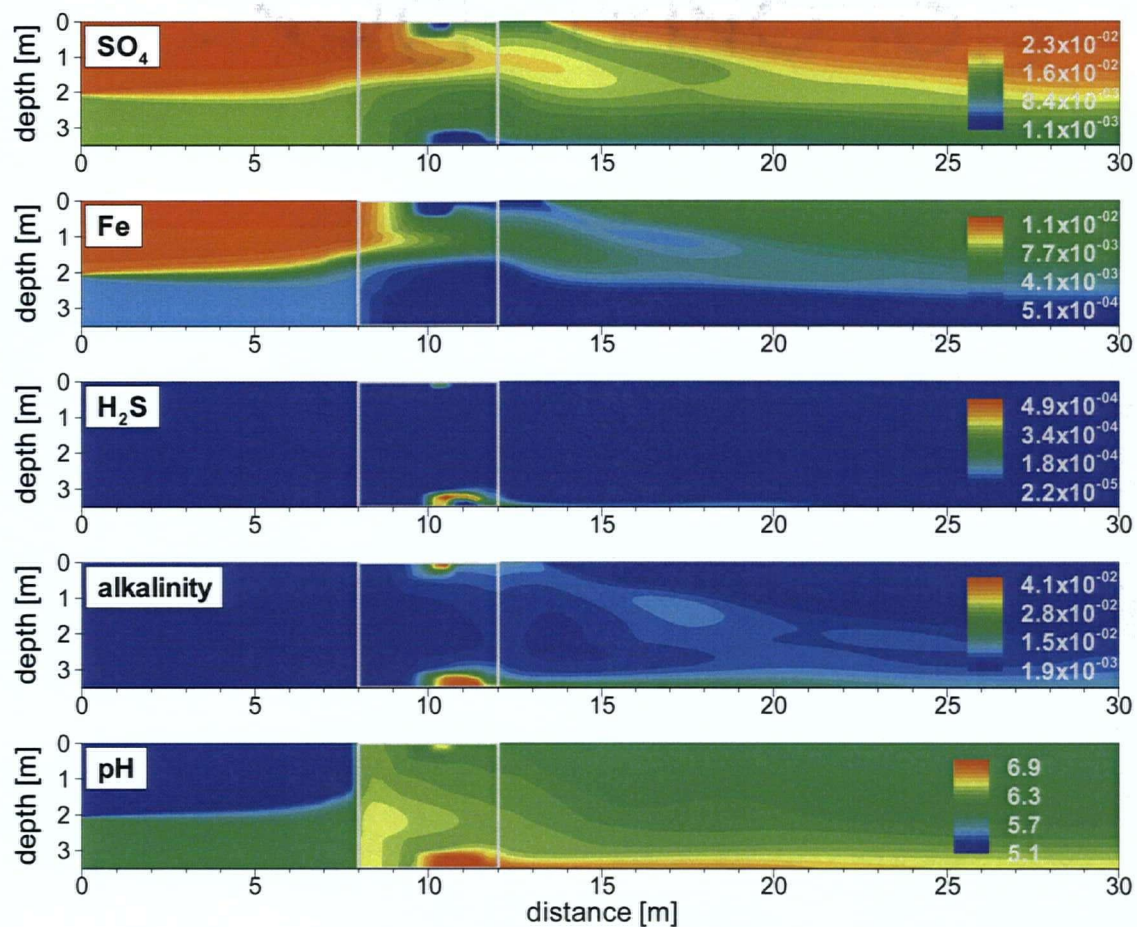 SO₄
depth [m]
0
1
2
3
2.3x10⁻⁰²
1.6x10⁻⁰²
8.4x10⁻⁰³
1.1x10⁻⁰³
0 5 10 15 20 25 30
Fe
depth [m]
0
1
2
3
1.1x10⁻⁰²
7.7x10⁻⁰³
4.1x10⁻⁰³
5.1x10⁻⁰⁴
0 5 10 15 20 25 30
H₂S
depth [m]
0
1
2
3
4.9x10⁻⁰⁴
3.4x10⁻⁰⁴
1.8x10⁻⁰⁴
2.2x10⁻⁰⁵
0 5 10 15 20 25 30
alkalinity
depth [m]
0
1
2
3
4.1x10⁻⁰²
2.8x10⁻⁰²
1.5x10⁻⁰²
1.9x10⁻⁰³
0 5 10 15 20 25 30
pH
depth [m]
0
1
2
3
6.9
6.3
5.7
5.1
0 5 10 15 20 25 30
distance [m]